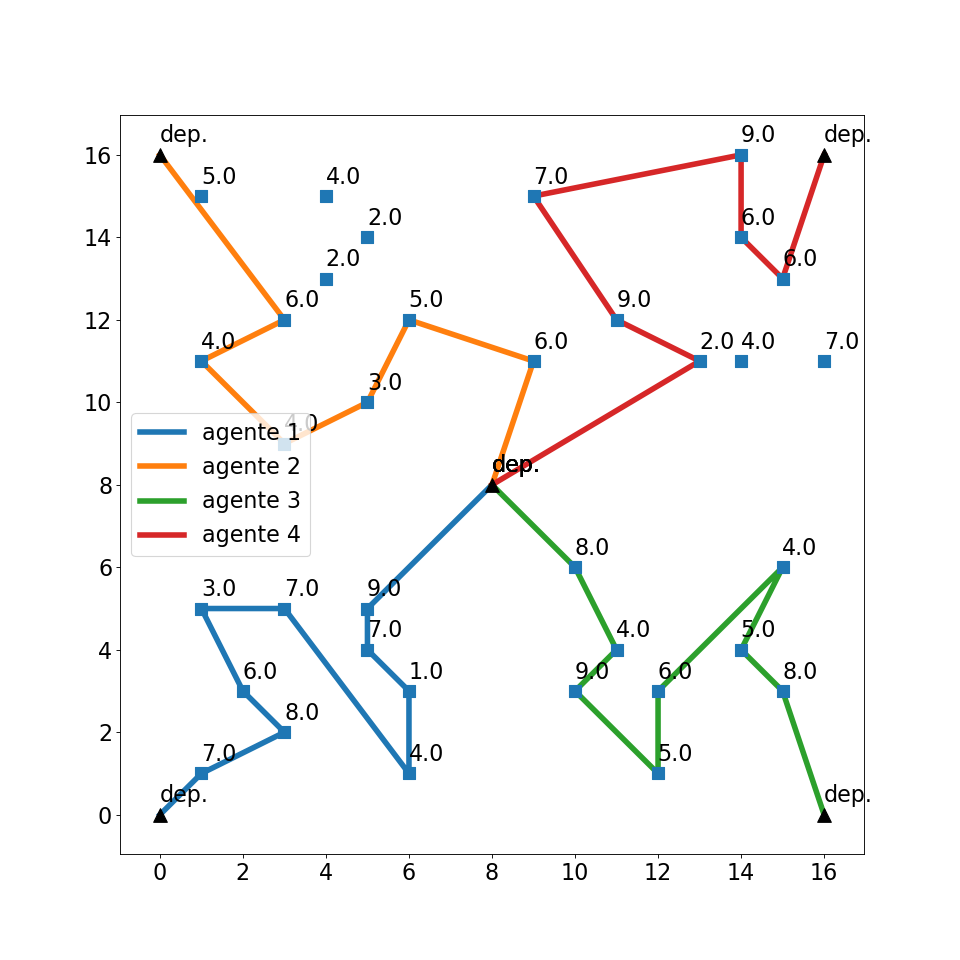 9.0
dep. dep.
16
5.0 4.0 7.0
2.0 6.0
14
2.0 6.0
6.0 5.0 9.0
12
4.0 6.0 2.0 4.0 7.0
3.0
10
4.0
agente 1
agente 2
dep.
8
agente 3
agente 4
8.0 4.0
6
3.0 7.0 9.0
7.0 4.0 5.0
4
6.0 1.0 9.0 6.0 8.0
8.0
2
7.0 4.0 5.0
dep. dep.
0
0 2 4 6 8 10 12 14 16